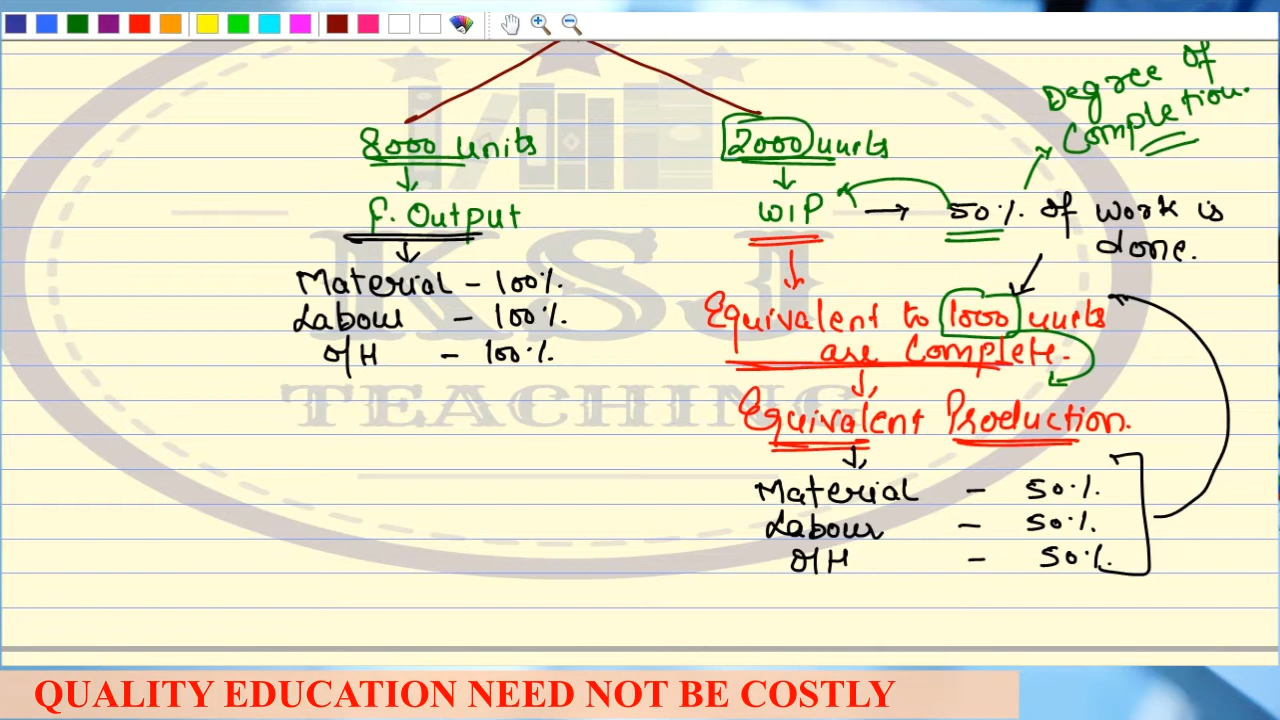 Degree of
Completion.
8000 units
2000 units
F. Output
WIP → 50% of work is
done.
Material - 100%
Labour - 100%
O/H - 100%
Equivalent to 1000 units
are Complete.
Equivalent Production.
Material - 50%
Labour - 50%
O/H - 50%
KSJ
TEACHING
QUALITY EDUCATION NEED NOT BE COSTLY